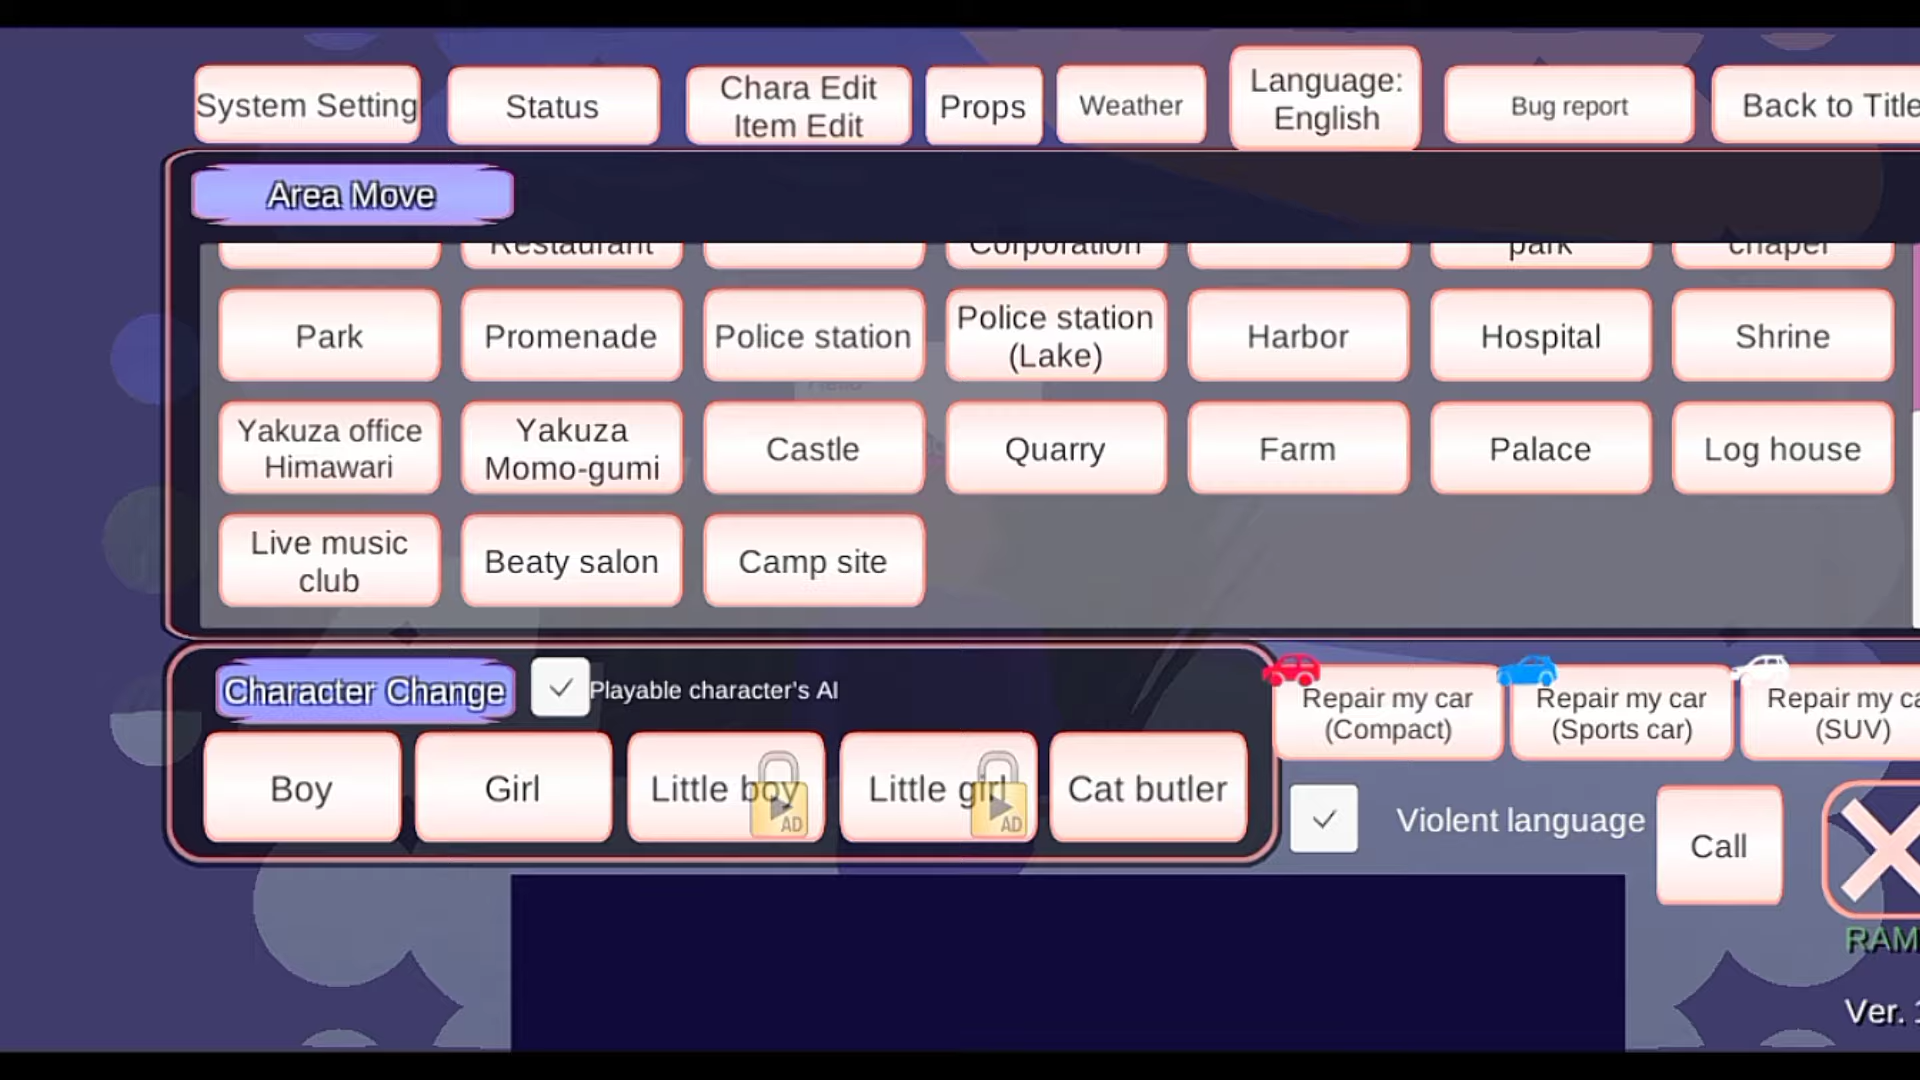 System Setting
Status
Chara Edit
Item Edit
Props
Weather
Language:
English
Bug report
Back to Title
Area Move
Restaurant
Corporation
park
chapel
Park
Promenade
Police station
Police station
(Lake)
Harbor
Hospital
Shrine
Yakuza office
Himawari
Yakuza
Momo-gumi
Castle
Quarry
Farm
Palace
Log house
Live music
club
Beaty salon
Camp site
Character Change
Playable character's AI
Boy
Girl
Little boy
AD
Little girl
AD
Cat butler
Repair my car
(Compact)
Repair my car
(Sports car)
Repair my ca
(SUV)
Violent language
Call
RAM
Ver.